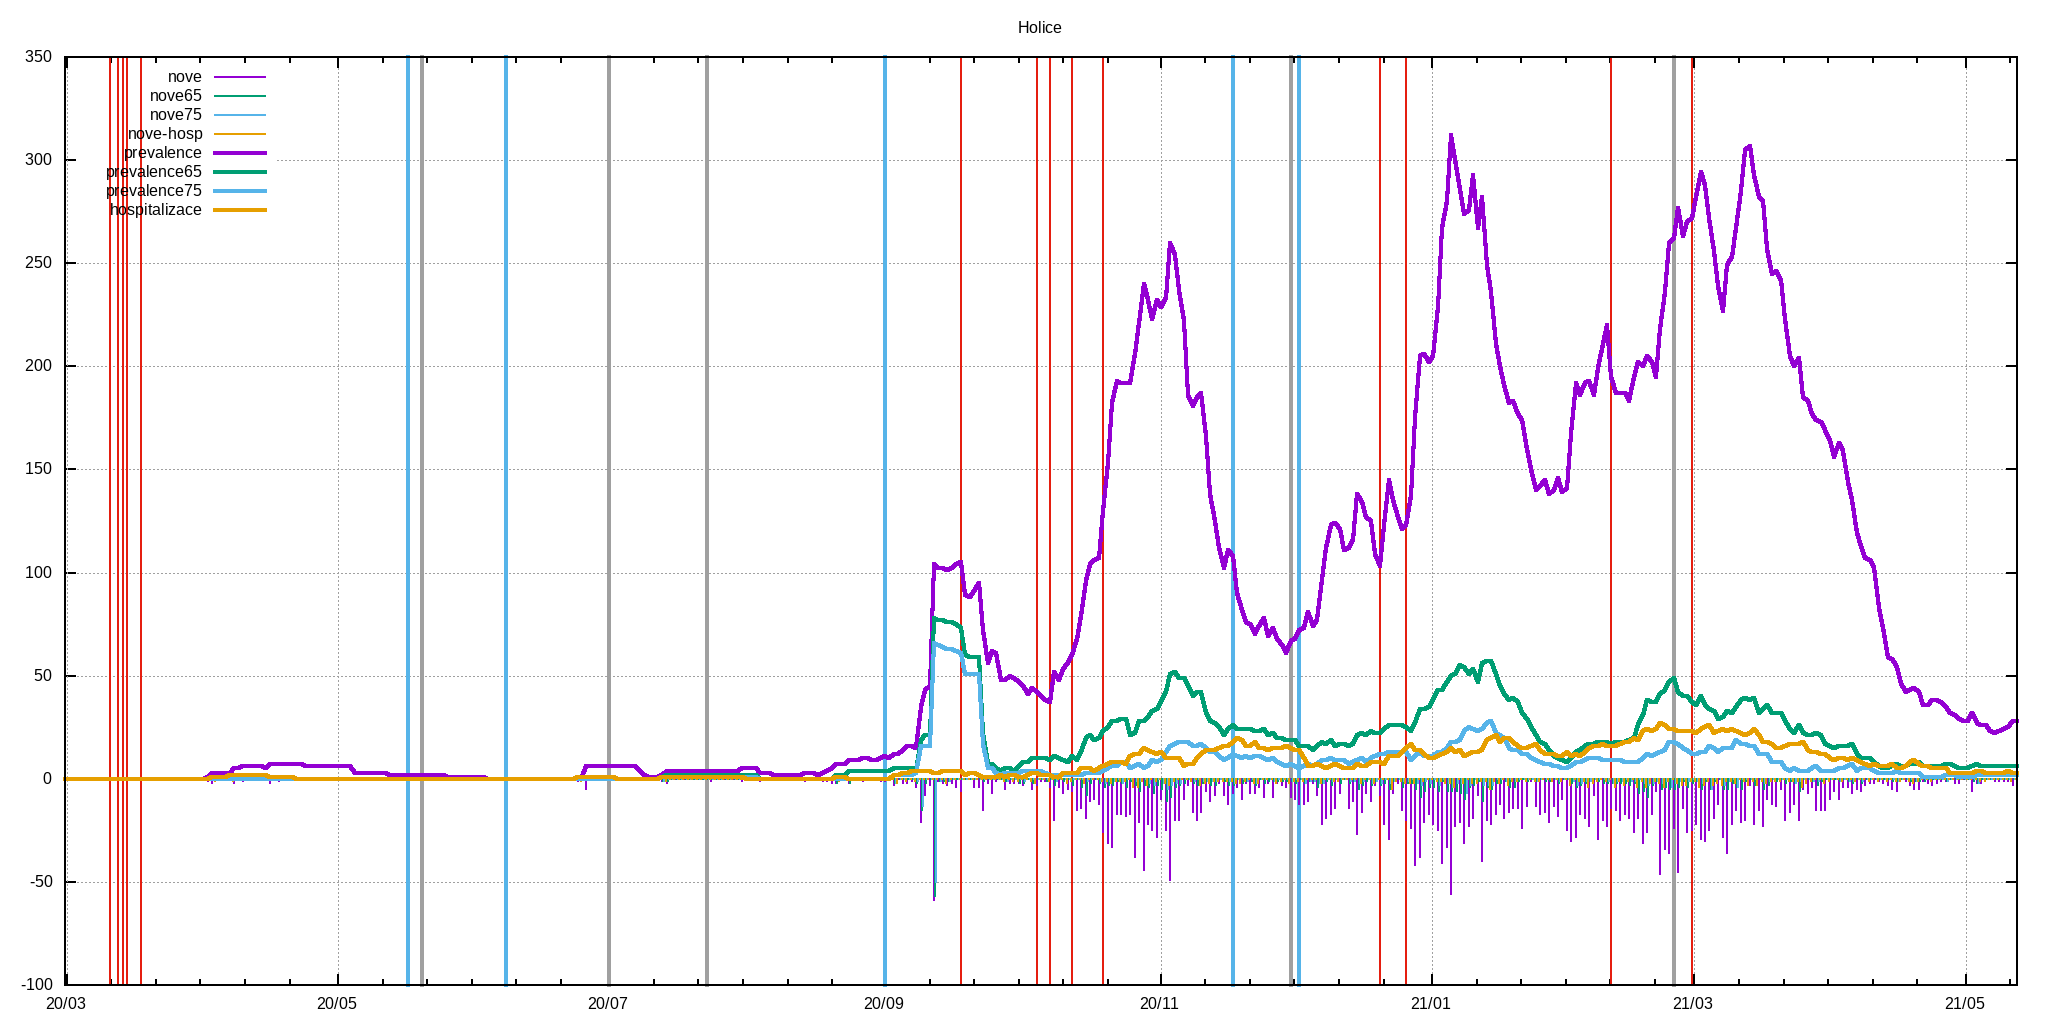 Holice
350
300
250
200
150
100
50
0
-50
-100
nove
nove65
nove75
nove-hosp
prevalence
prevalence65
prevalence75
hospitalizace
20/03 20/05 20/07 20/09 20/11 21/01 21/03 21/05